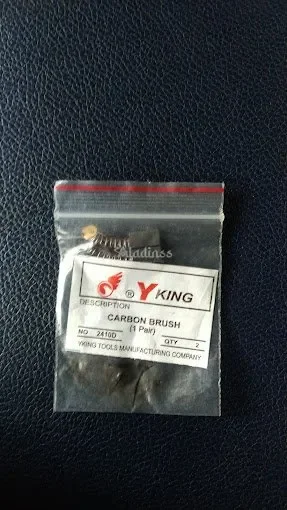 ® YKING
DESCRIPTION
CARBON BRUSH
(1 Pair)
NO 2410D QTY 2
YKING TOOLS MANUFACTURING COMPANY